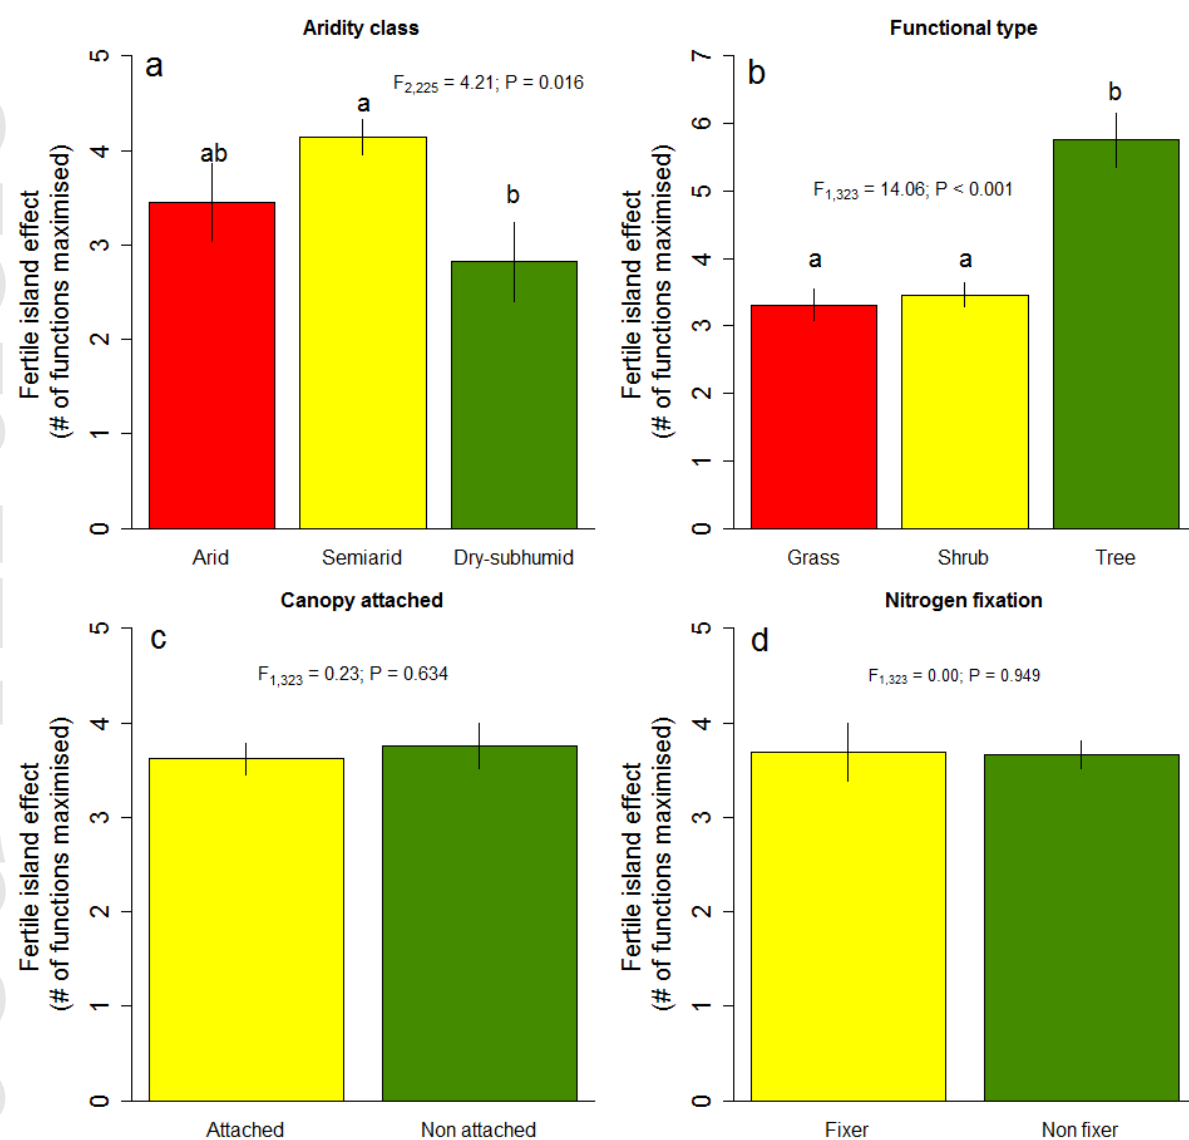 Aridity class
a
F2,225 = 4.21; P = 0.016
5
4
3
2
1
0
Fertile island effect
(# of functions maximised)
ab
a
b
Arid Semiarid Dry-subhumid
Functional type
b
F1,323 = 14.06; P < 0.001
7
6
5
4
3
2
1
0
Fertile island effect
(# of functions maximised)
a
a
b
Grass Shrub Tree
Canopy attached
c
F1,323 = 0.23; P = 0.634
5
4
3
2
1
0
Fertile island effect
(# of functions maximised)
Attached Non attached
Nitrogen fixation
d
F1,323 = 0.00; P = 0.949
5
4
3
2
1
0
Fertile island effect
(# of functions maximised)
Fixer Non fixer